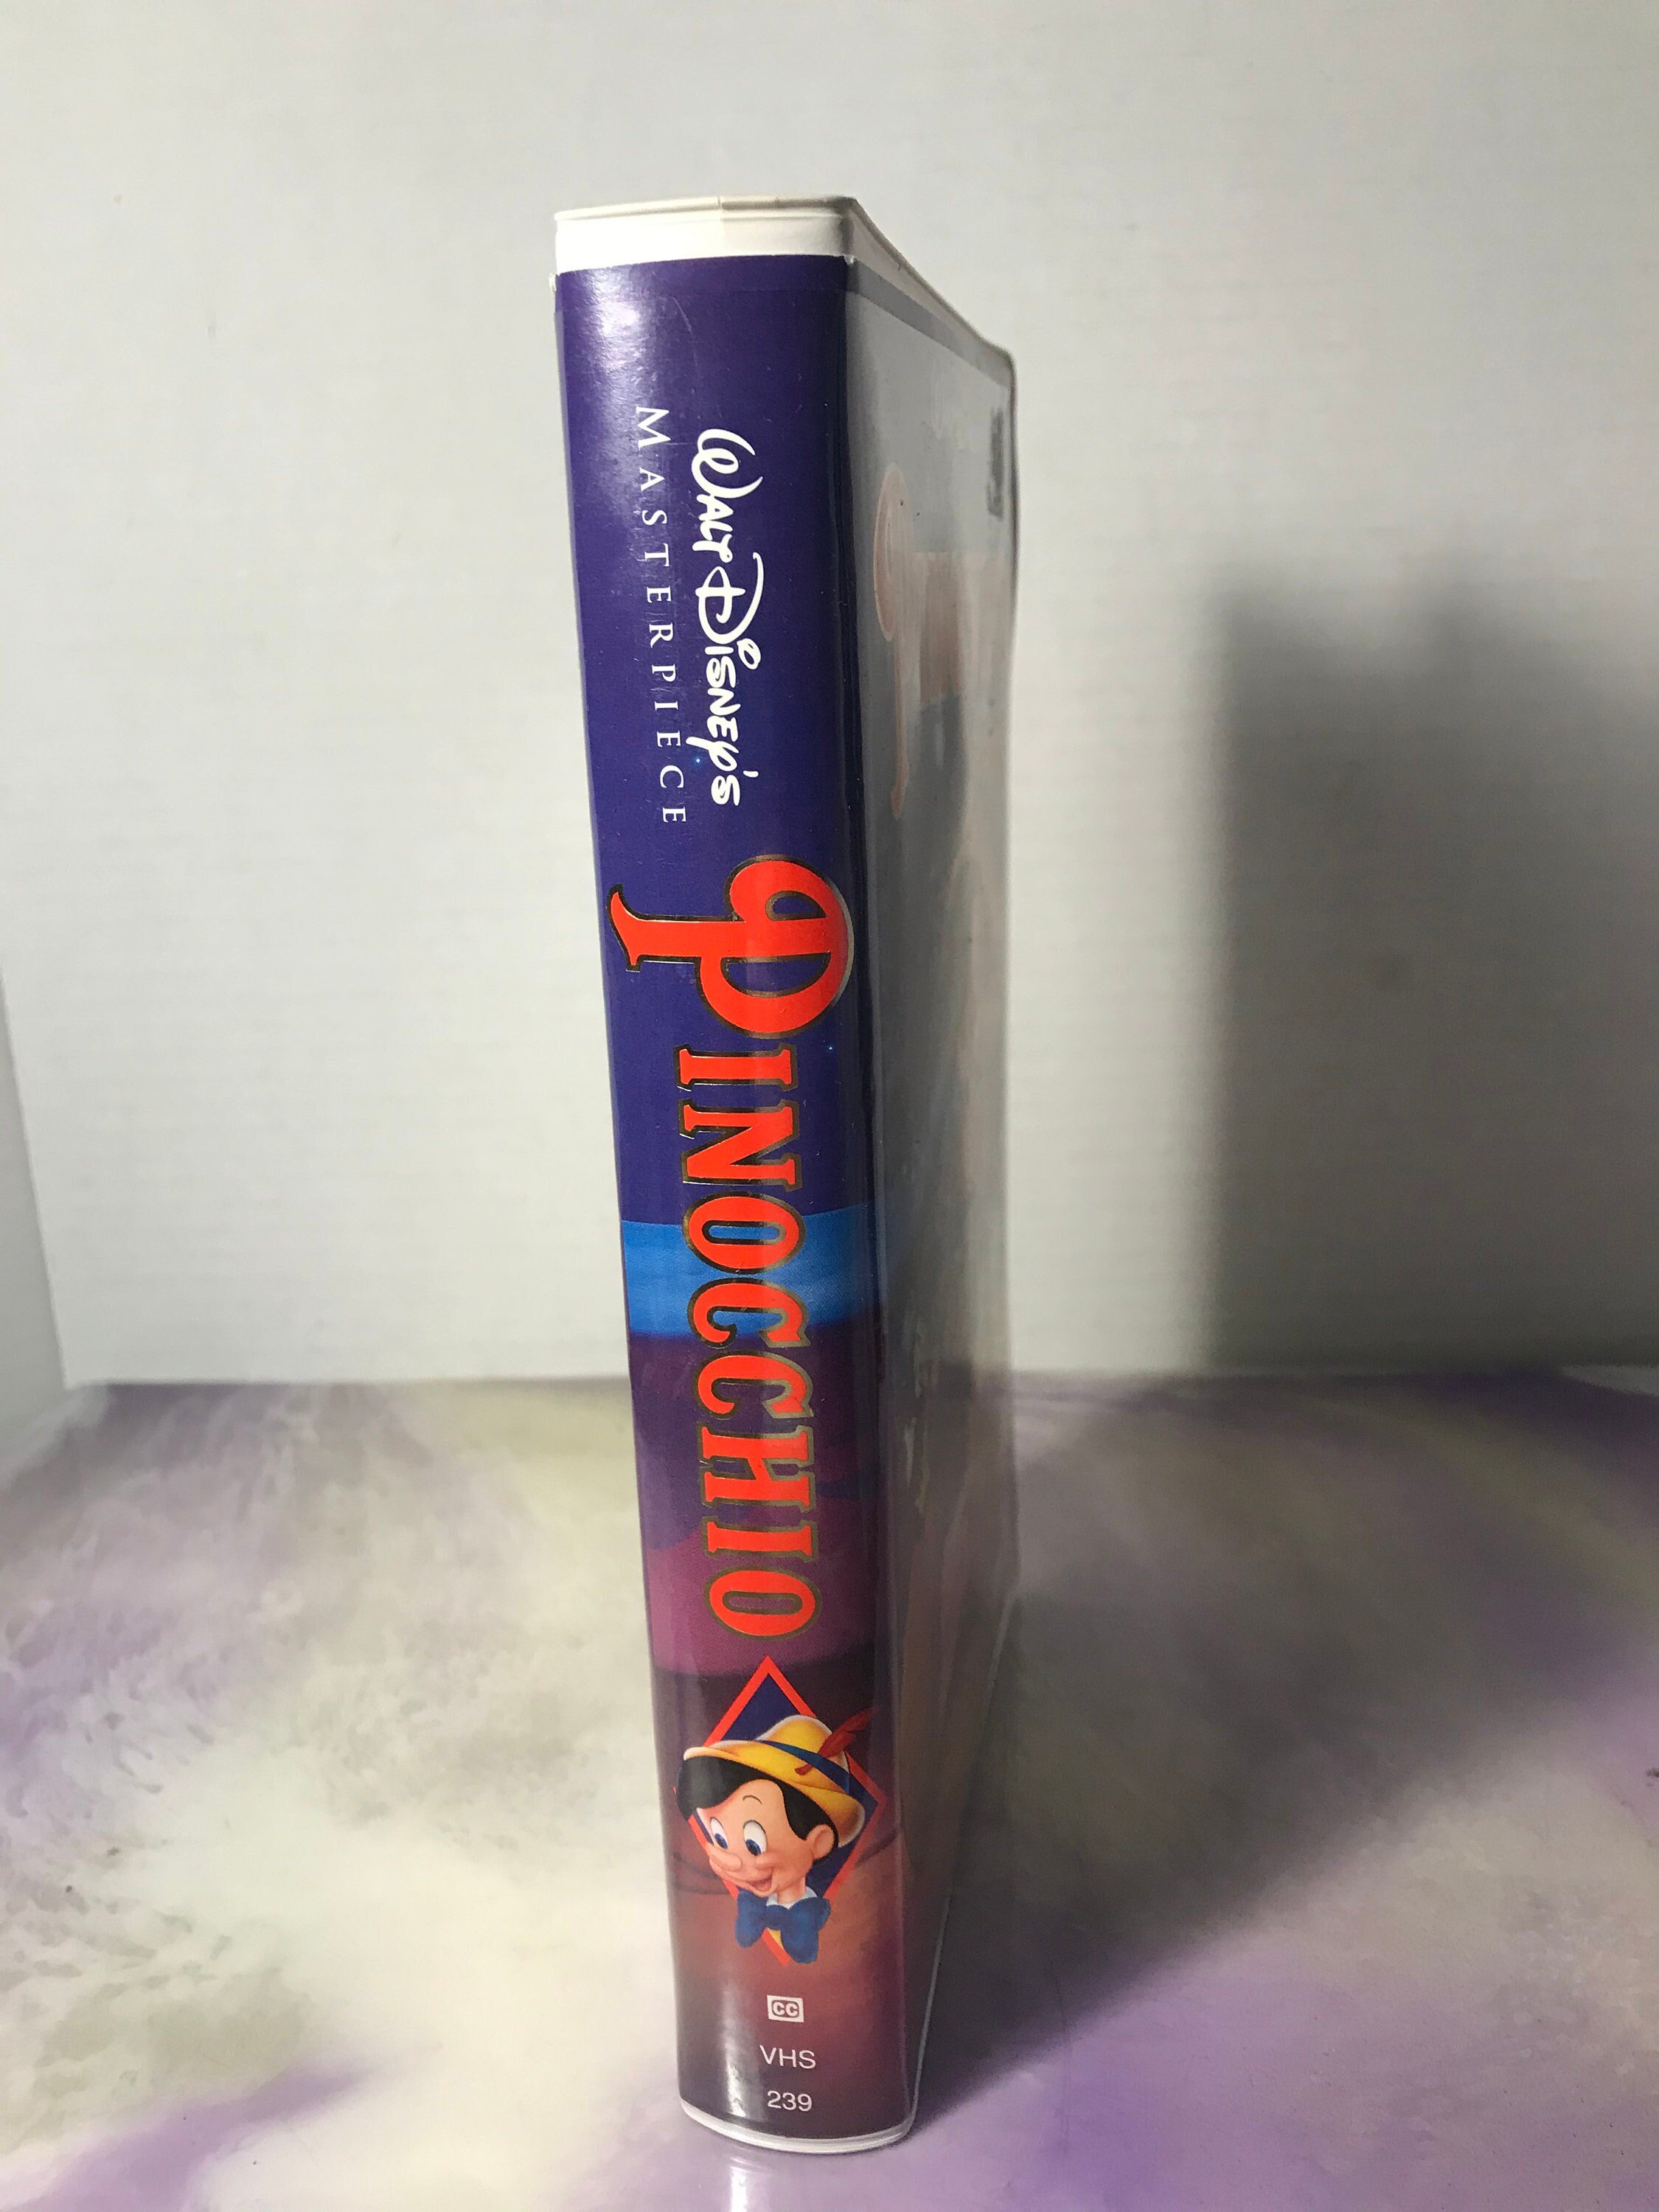 WALT DISNEY'S
MASTERPIECE
PINOCCHIO
CC
VHS
239